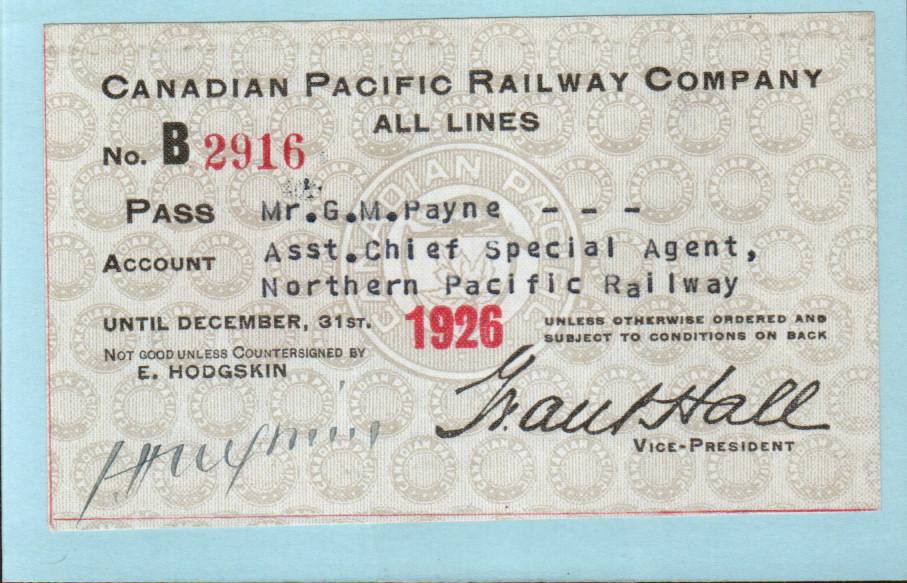 CANADIAN PACIFIC RAILWAY COMPANY
ALL LINES
No. B 2916
PASS Mr.G.M.Payne - - -
ACCOUNT Asst.Chief Special Agent,
Northern Pacific Railway
UNTIL DECEMBER, 31ST. 1926 UNLESS OTHERWISE ORDERED AND
SUBJECT TO CONDITIONS ON BACK
NOT GOOD UNLESS COUNTERSIGNED BY
E. HODGSKIN
Grant Hall
VICE-PRESIDENT
CANADIAN PACIFIC